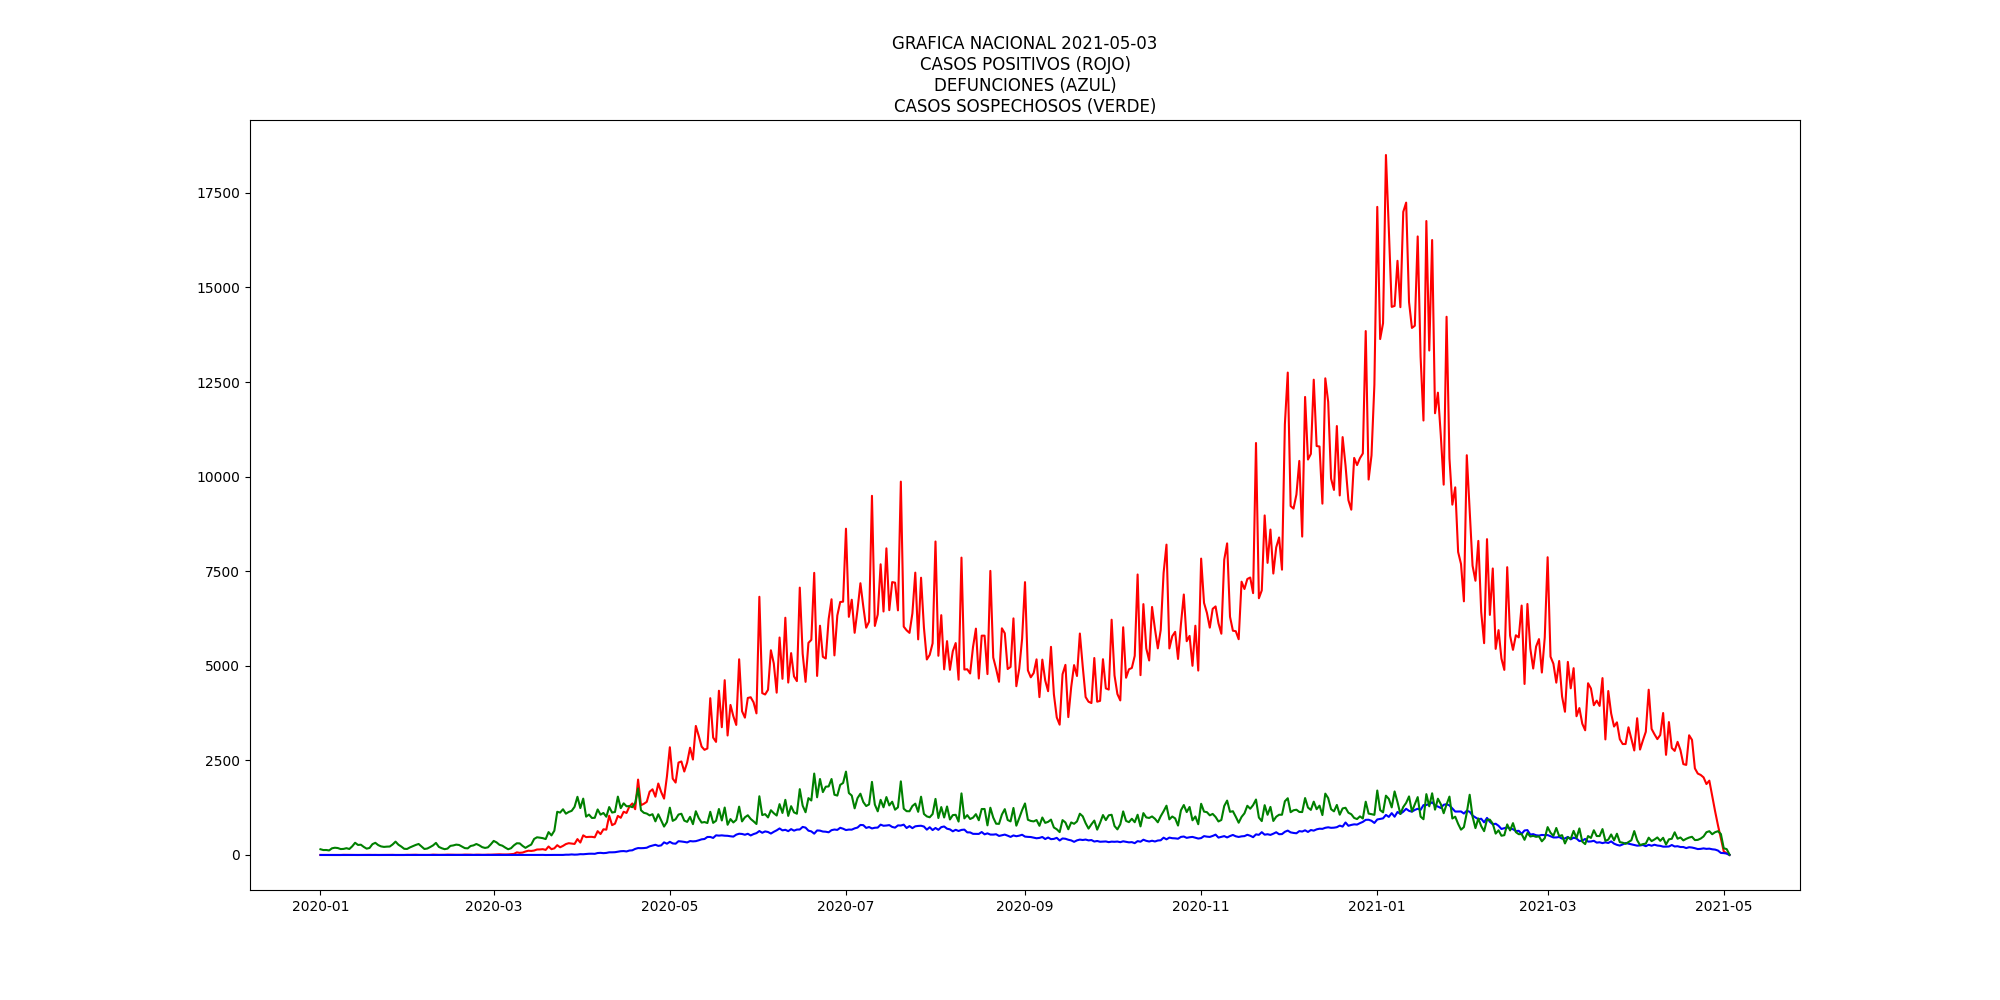 GRAFICA NACIONAL 2021-05-03
CASOS POSITIVOS (ROJO)
DEFUNCIONES (AZUL)
CASOS SOSPECHOSOS (VERDE)
17500
15000
12500
10000
7500
5000
2500
0
2020-01 2020-03 2020-05 2020-07 2020-09 2020-11 2021-01 2021-03 2021-05